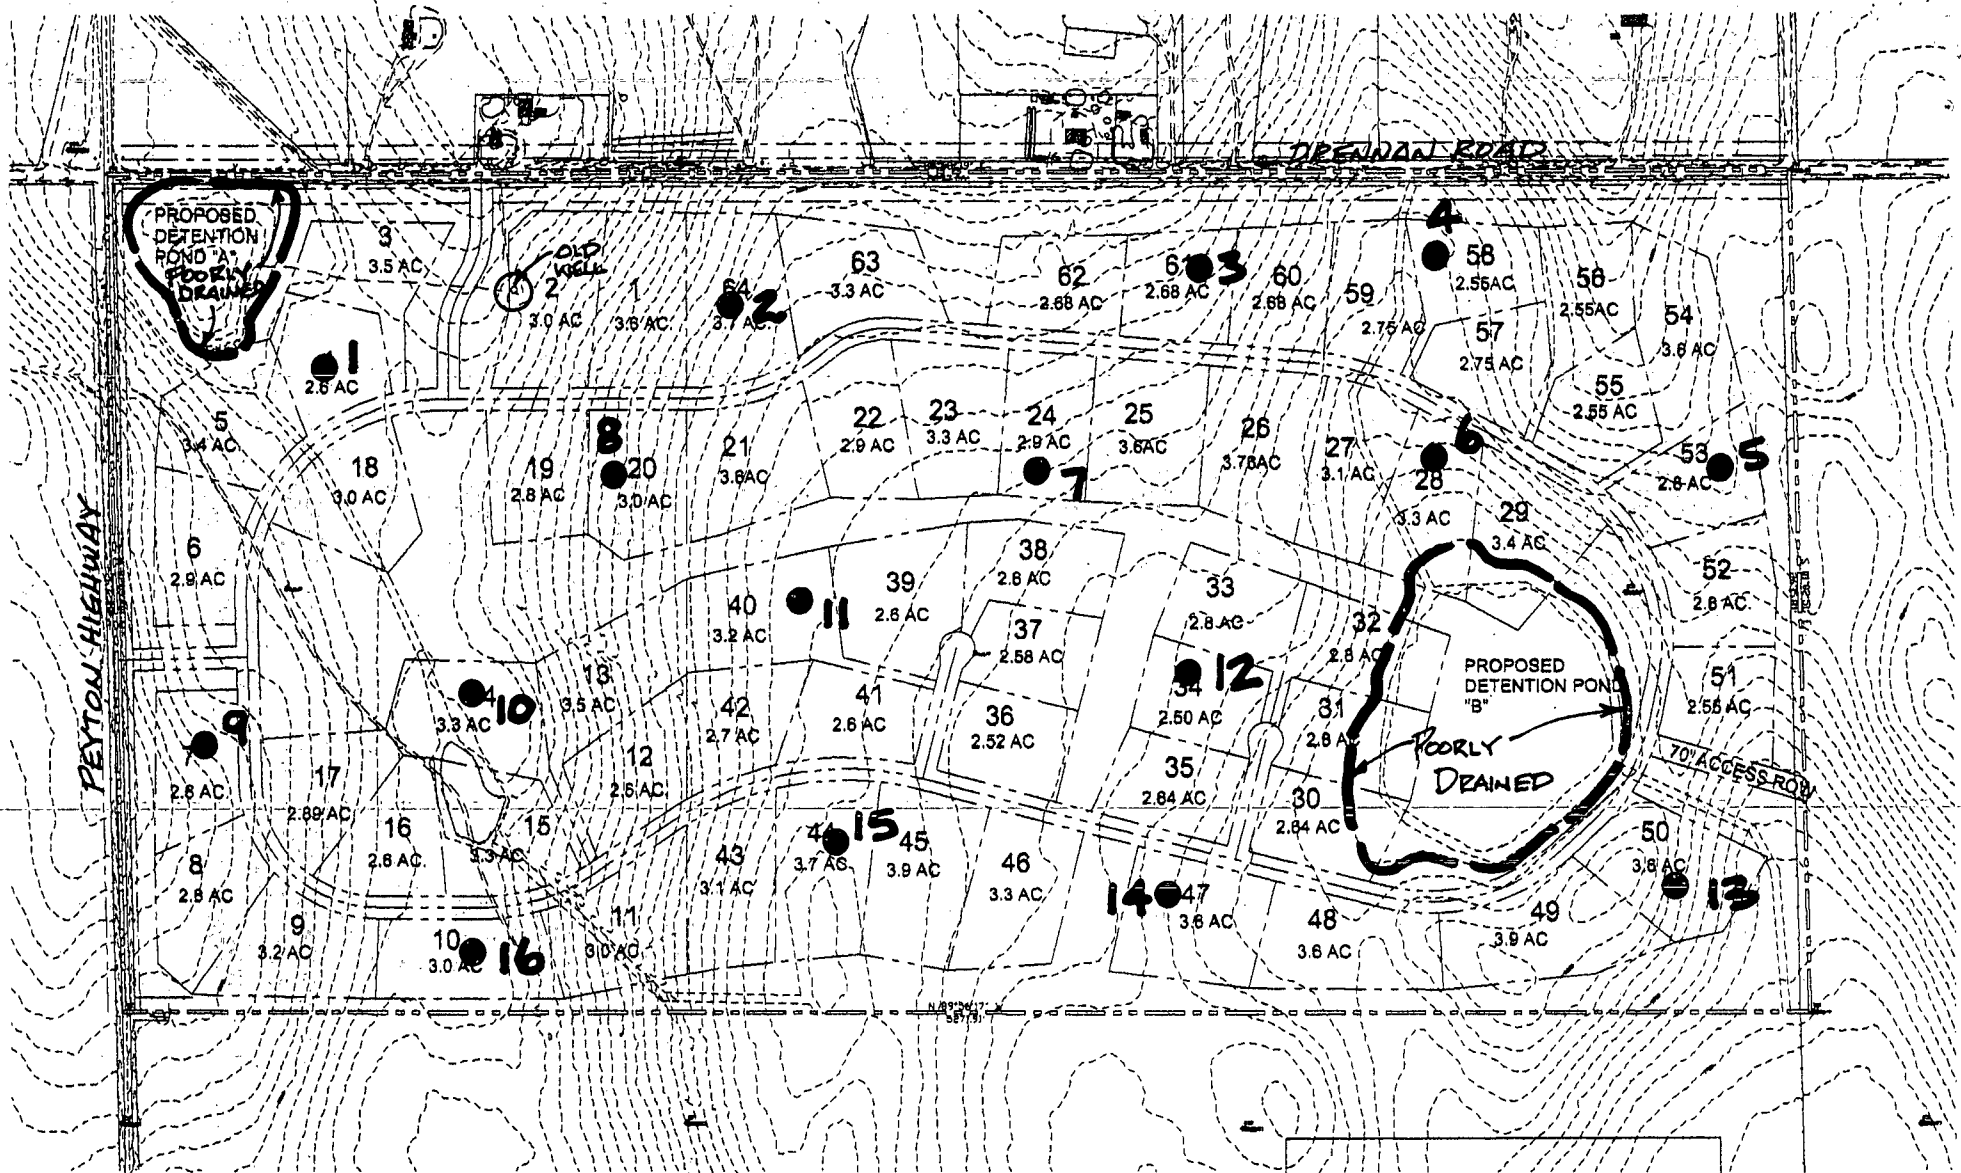 DRENNAN ROAD
PROPOSED
DETENTION
POND "A"
POORLY
DRAINED
3
3.5 AC
OLD
WELL
2
3.0 AC
1
3.8 AC
64
3.7 AC
2
63
3.3 AC
62
2.68 AC
61
2.68 AC
3
60
2.68 AC
59
2.75 AC
4
58
2.55AC
57
2.75 AC
56
2.55AC
54
3.6 AC
55
2.55 AC
1
2.6 AC
5
3.4 AC
18
3.0 AC
19
2.8 AC
8
20
3.0 AC
21
3.8AC
22
2.9 AC
23
3.3 AC
24
2.9 AC
7
25
3.6AC
26
3.78AC
27
3.1 AC
6
28
3.3 AC
29
3.4 AC
53
2.8 AC
5
PEYTON HIGHWAY
6
2.9 AC
52
2.8 AC
38
2.8 AC
39
2.6 AC
40
3.2 AC
11
37
2.58 AC
33
2.8 AC
32
2.8 AC
34
2.50 AC
12
PROPOSED
DETENTION POND
"B"
POORLY
DRAINED
51
2.55 AC
70' ACCESS ROW
13
3.5 AC
3.3 AC
10
9
7
2.8 AC
17
2.89 AC
12
2.5 AC
42
2.7 AC
41
2.6 AC
36
2.52 AC
31
2.8 AC
35
2.64 AC
30
2.84 AC
16
2.8 AC
15
3.3 AC
8
2.8 AC
9
3.2 AC
10
3.0 AC
16
11
3.0 AC
43
3.1 AC
44
3.7 AC
15
45
3.9 AC
46
3.3 AC
14
47
3.8 AC
48
3.6 AC
49
3.9 AC
50
3.8 AC
13